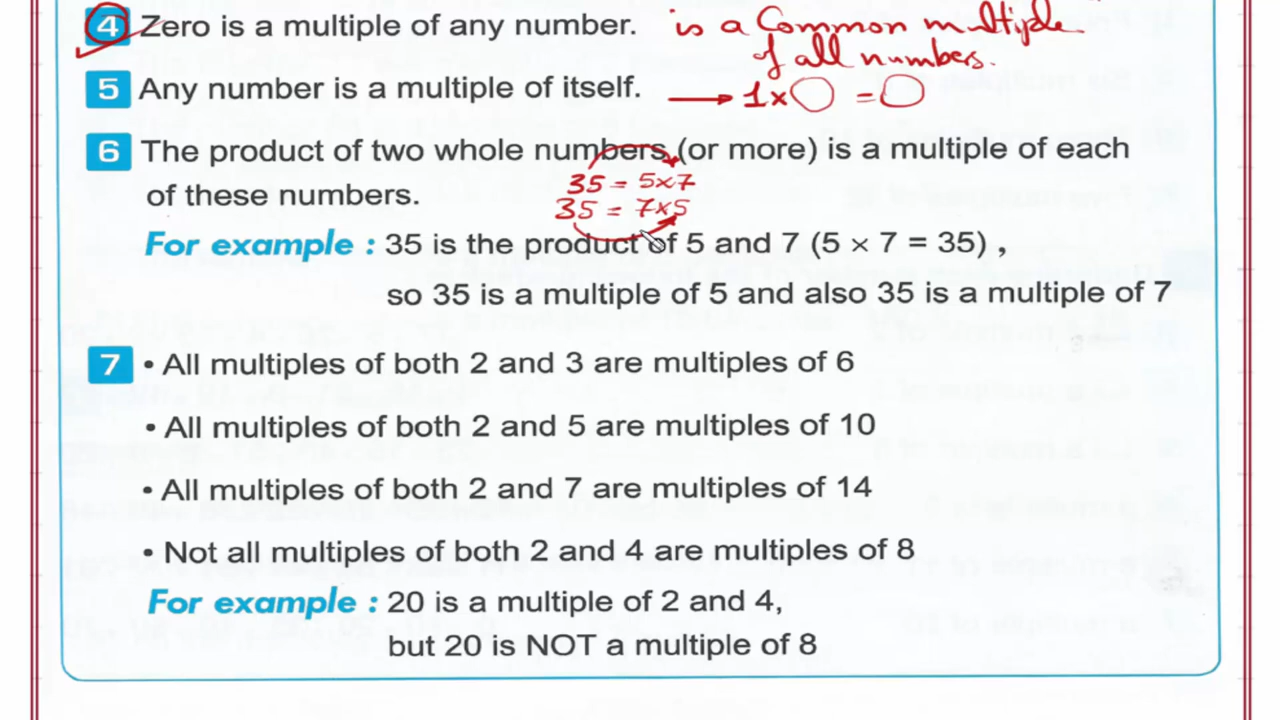 4 Zero is a multiple of any number. is a Common multiple
of all numbers.
5 Any number is a multiple of itself. → 1×◯ = ◯
6 The product of two whole numbers (or more) is a multiple of each
35 = 5×7
of these numbers.
35 = 7×5
For example : 35 is the product of 5 and 7 (5 × 7 = 35) ,
so 35 is a multiple of 5 and also 35 is a multiple of 7
7 • All multiples of both 2 and 3 are multiples of 6
• All multiples of both 2 and 5 are multiples of 10
• All multiples of both 2 and 7 are multiples of 14
• Not all multiples of both 2 and 4 are multiples of 8
For example : 20 is a multiple of 2 and 4,
but 20 is NOT a multiple of 8